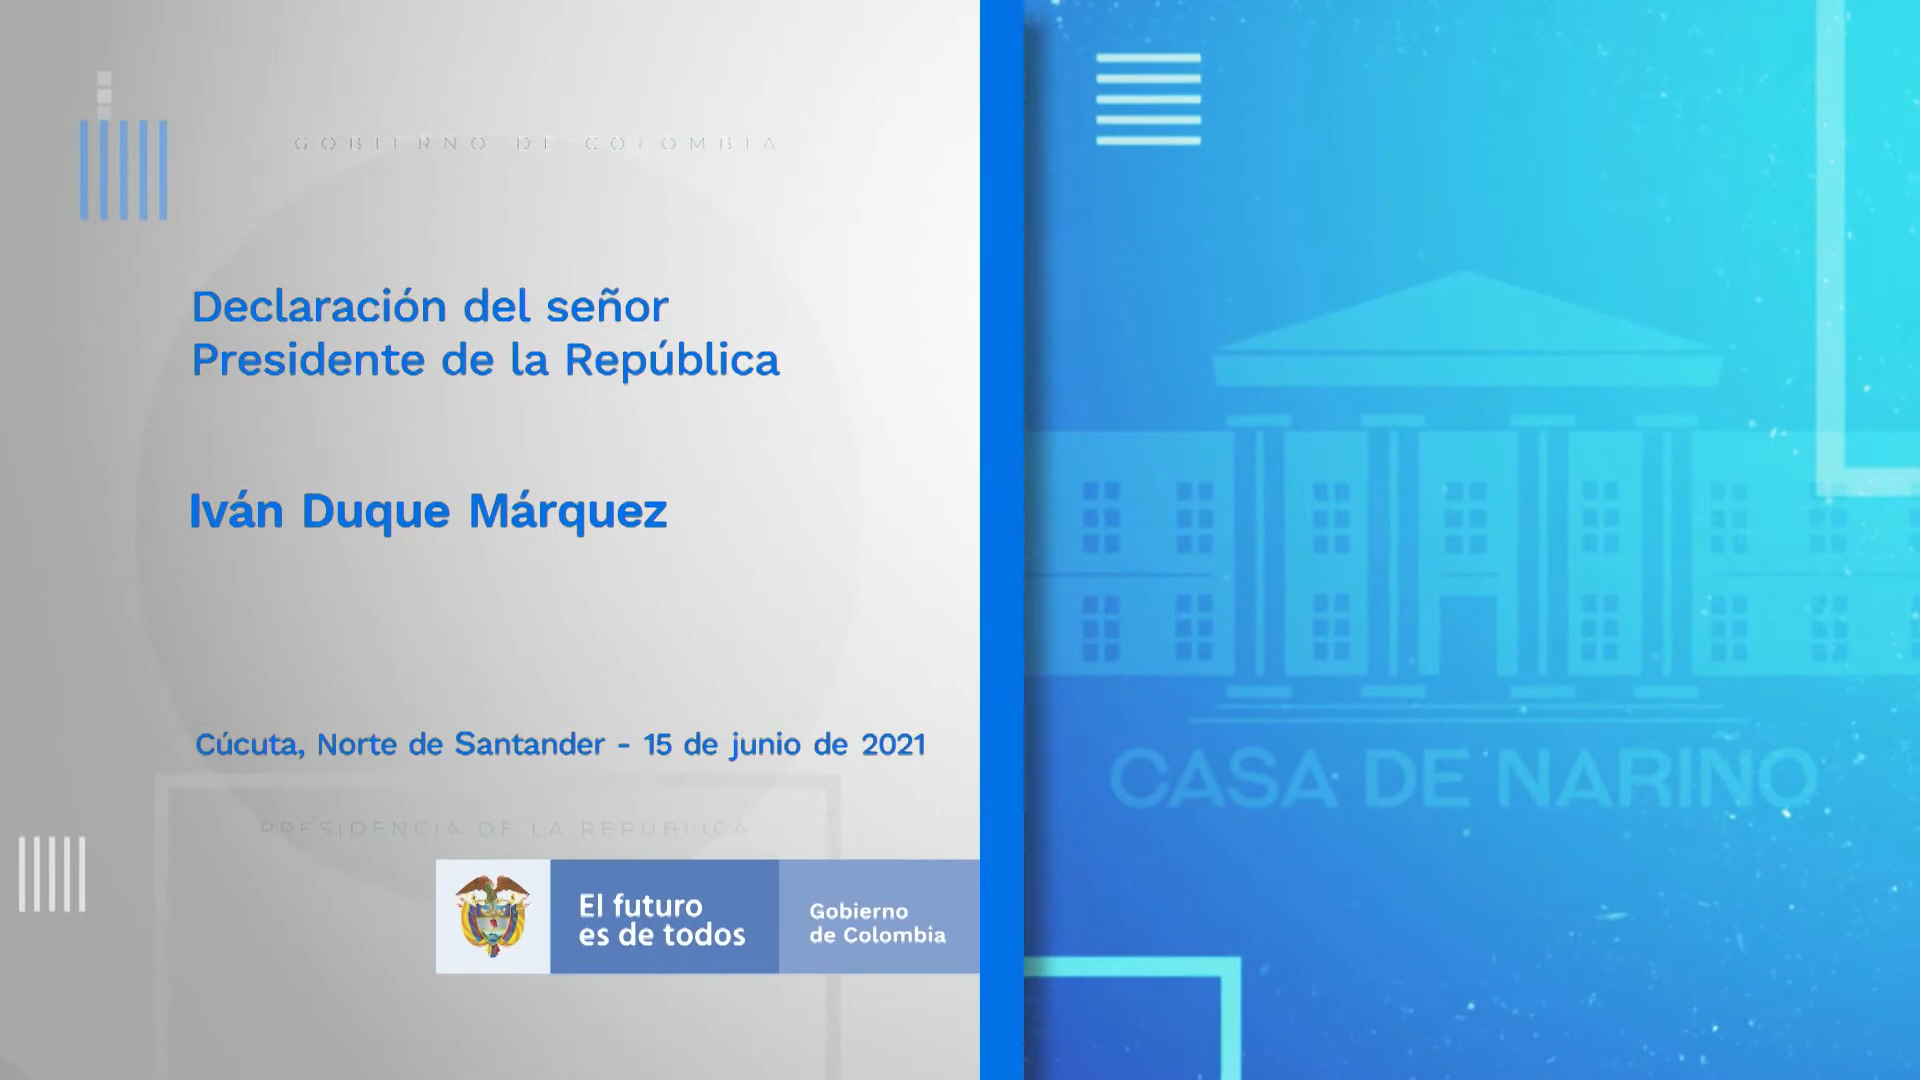 GOBIERNO DE COLOMBIA
Declaración del señor
Presidente de la República
Iván Duque Márquez
Cúcuta, Norte de Santander - 15 de junio de 2021
PRESIDENCIA DE LA REPÚBLICA
El futuro
es de todos
Gobierno
de Colombia
CASA DE NARIÑO